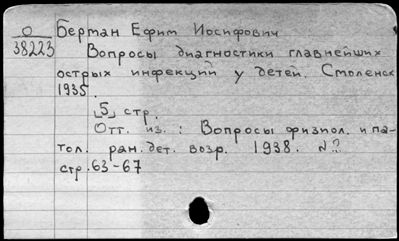 О
38223
Берман Ефим Иосифович
Вопросы диагностики главнейших
острых инфекций у детей. Смоленск
1935.
[5] стр.
Отт. из.: Вопросы физиол. и па-
тол. ран. дет. возр. 1938. №?
стр. 63-67